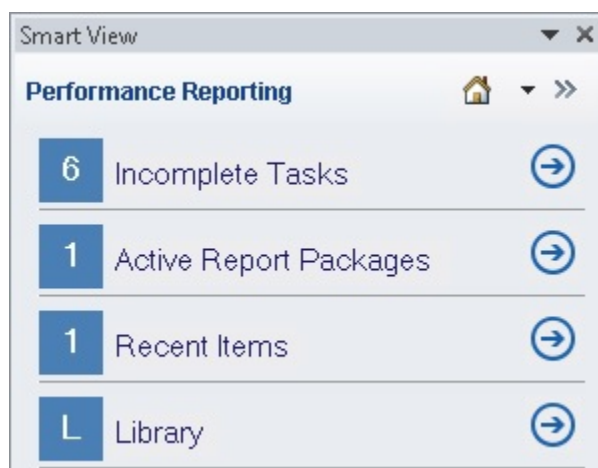 Smart View
Performance Reporting
6 Incomplete Tasks
1 Active Report Packages
1 Recent Items
L Library